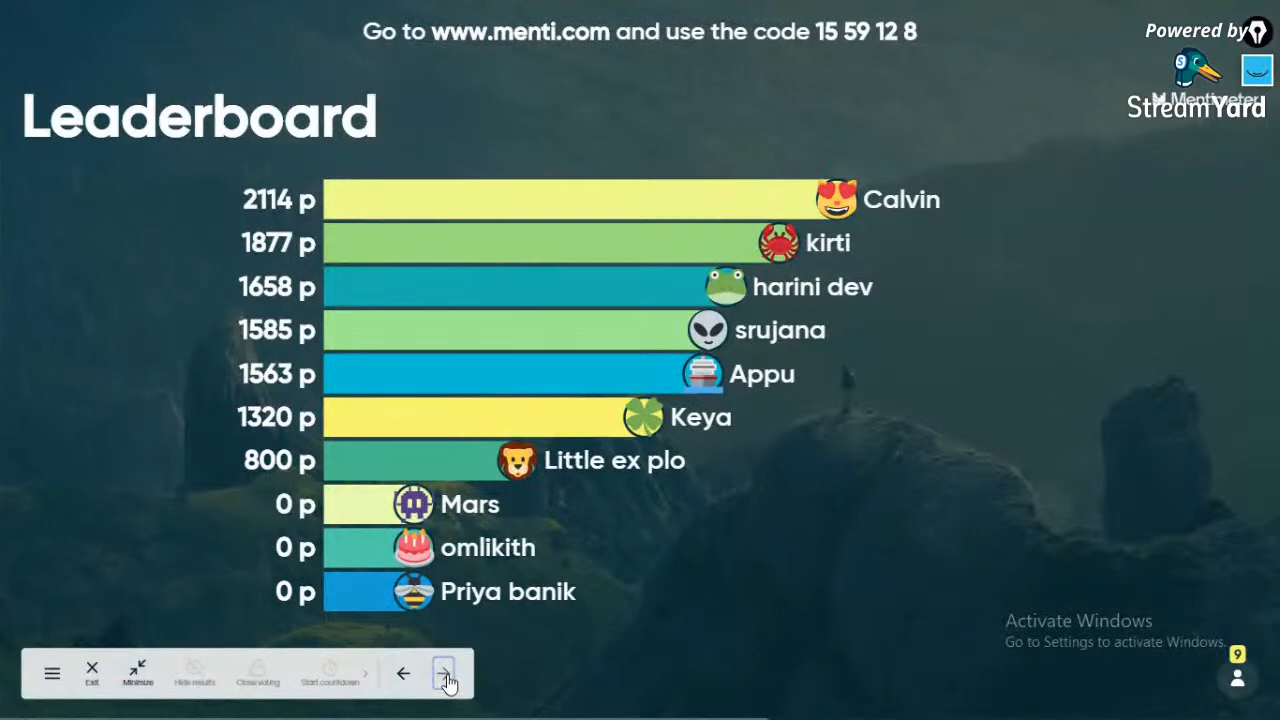 Go to www.menti.com and use the code 15 59 12 8
Powered by
Mentimeter
StreamYard
Leaderboard
2114 p Calvin
1877 p kirti
1658 p harini dev
1585 p srujana
1563 p Appu
1320 p Keya
800 p Little ex plo
0 p Mars
0 p omlikith
0 p Priya banik
Activate Windows
Go to Settings to activate Windows.
9
Exit Minimize Hide results Close voting Start countdown